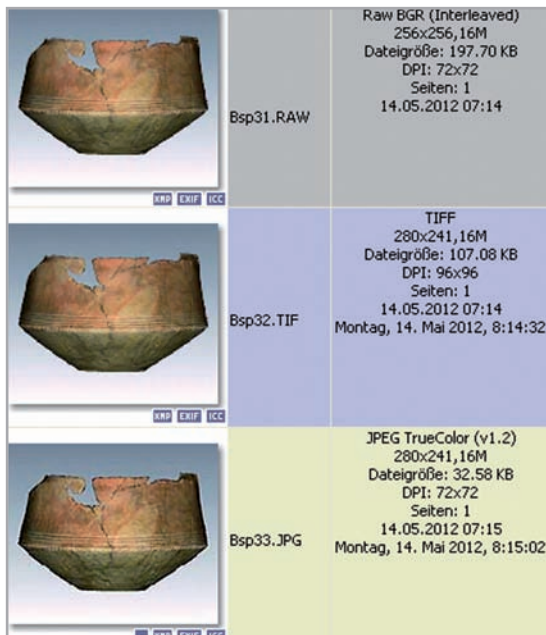 Raw BGR (Interleaved)
256x256,16M
Dateigröße: 197.70 KB
DPI: 72x72
Seiten: 1
14.05.2012 07:14
Bsp31.RAW
XMP EXIF ICC
TIFF
280x241,16M
Dateigröße: 107.08 KB
DPI: 96x96
Seiten: 1
14.05.2012 07:14
Montag, 14. Mai 2012, 8:14:32
Bsp32.TIF
XMP EXIF ICC
JPEG TrueColor (v1.2)
280x241,16M
Dateigröße: 32.58 KB
DPI: 72x72
Seiten: 1
14.05.2012 07:15
Montag, 14. Mai 2012, 8:15:02
Bsp33.JPG
XMP EXIF ICC